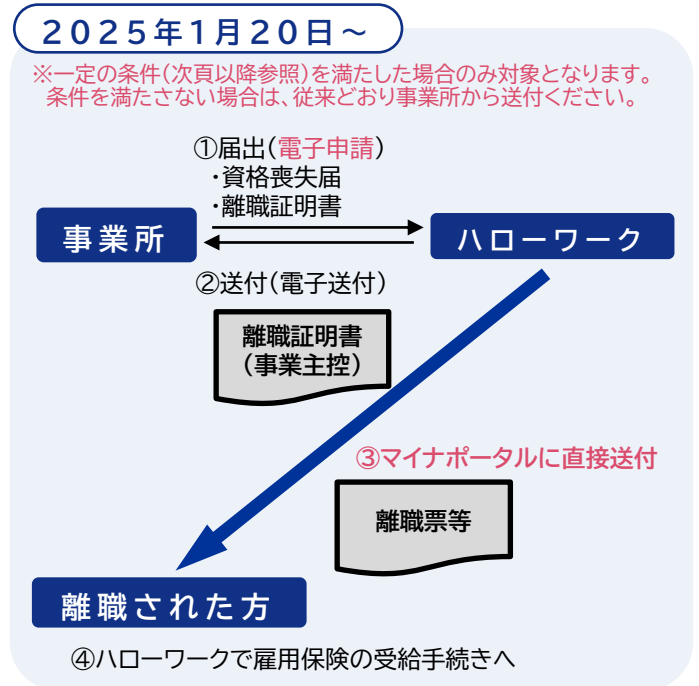 2025年1月20日~
※一定の条件(次頁以降参照)を満たした場合のみ対象となります。
条件を満たさない場合は、従来どおり事業所から送付ください。
①届出(電子申請)
・資格喪失届
・離職証明書
事業所
ハローワーク
②送付(電子送付)
離職証明書
(事業主控)
③マイナポータルに直接送付
離職票等
離職された方
④ハローワークで雇用保険の受給手続きへ